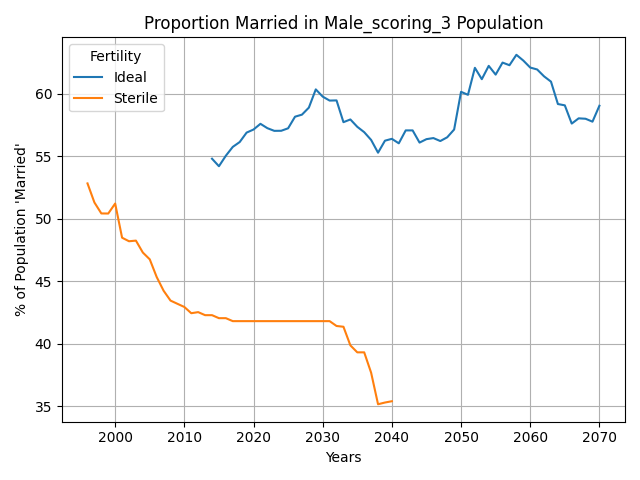 Proportion Married in Male_scoring_3 Population
Fertility
Ideal
Sterile
% of Population 'Married'
60
55
50
45
40
35
2000
2010
2020
2030
2040
2050
2060
2070
Years